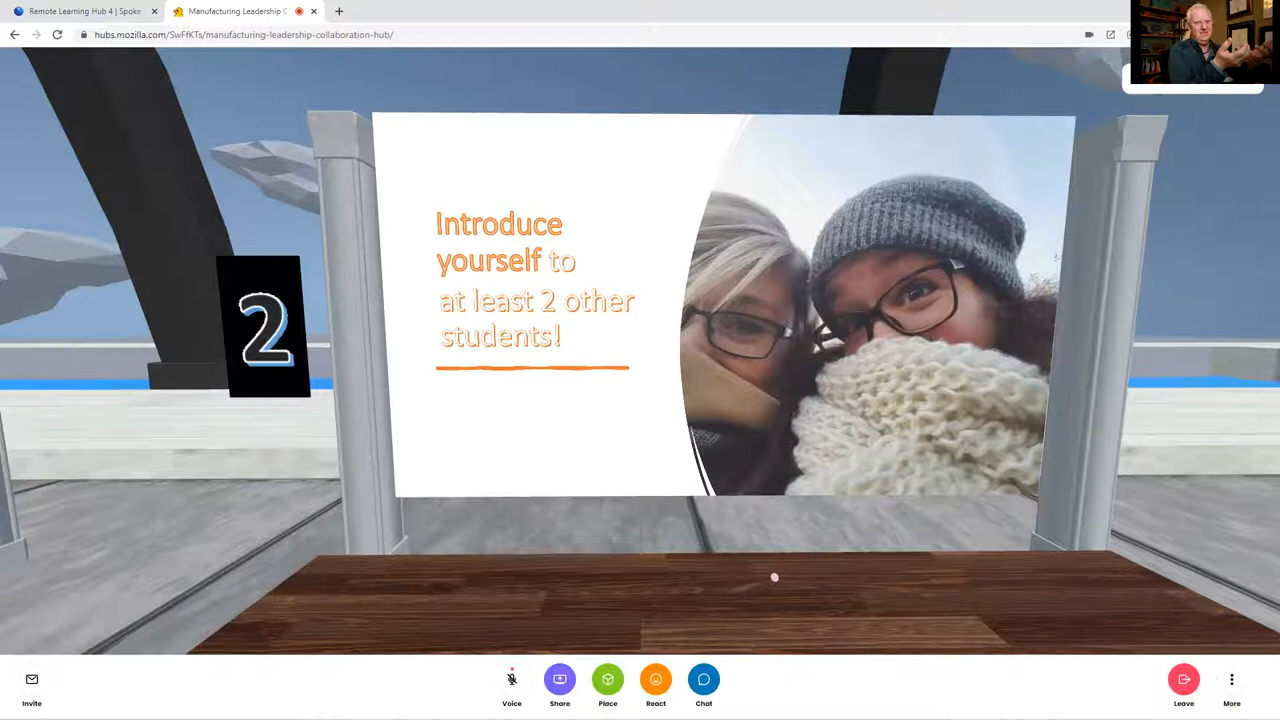 Remote Learning Hub 4 | Spoke
Manufacturing Leadership C
hubs.mozilla.com/SwFfKTs/manufacturing-leadership-collaboration-hub/
Introduce
yourself to
at least 2 other
students!
2
Invite
Voice
Share
Place
React
Chat
Leave
More